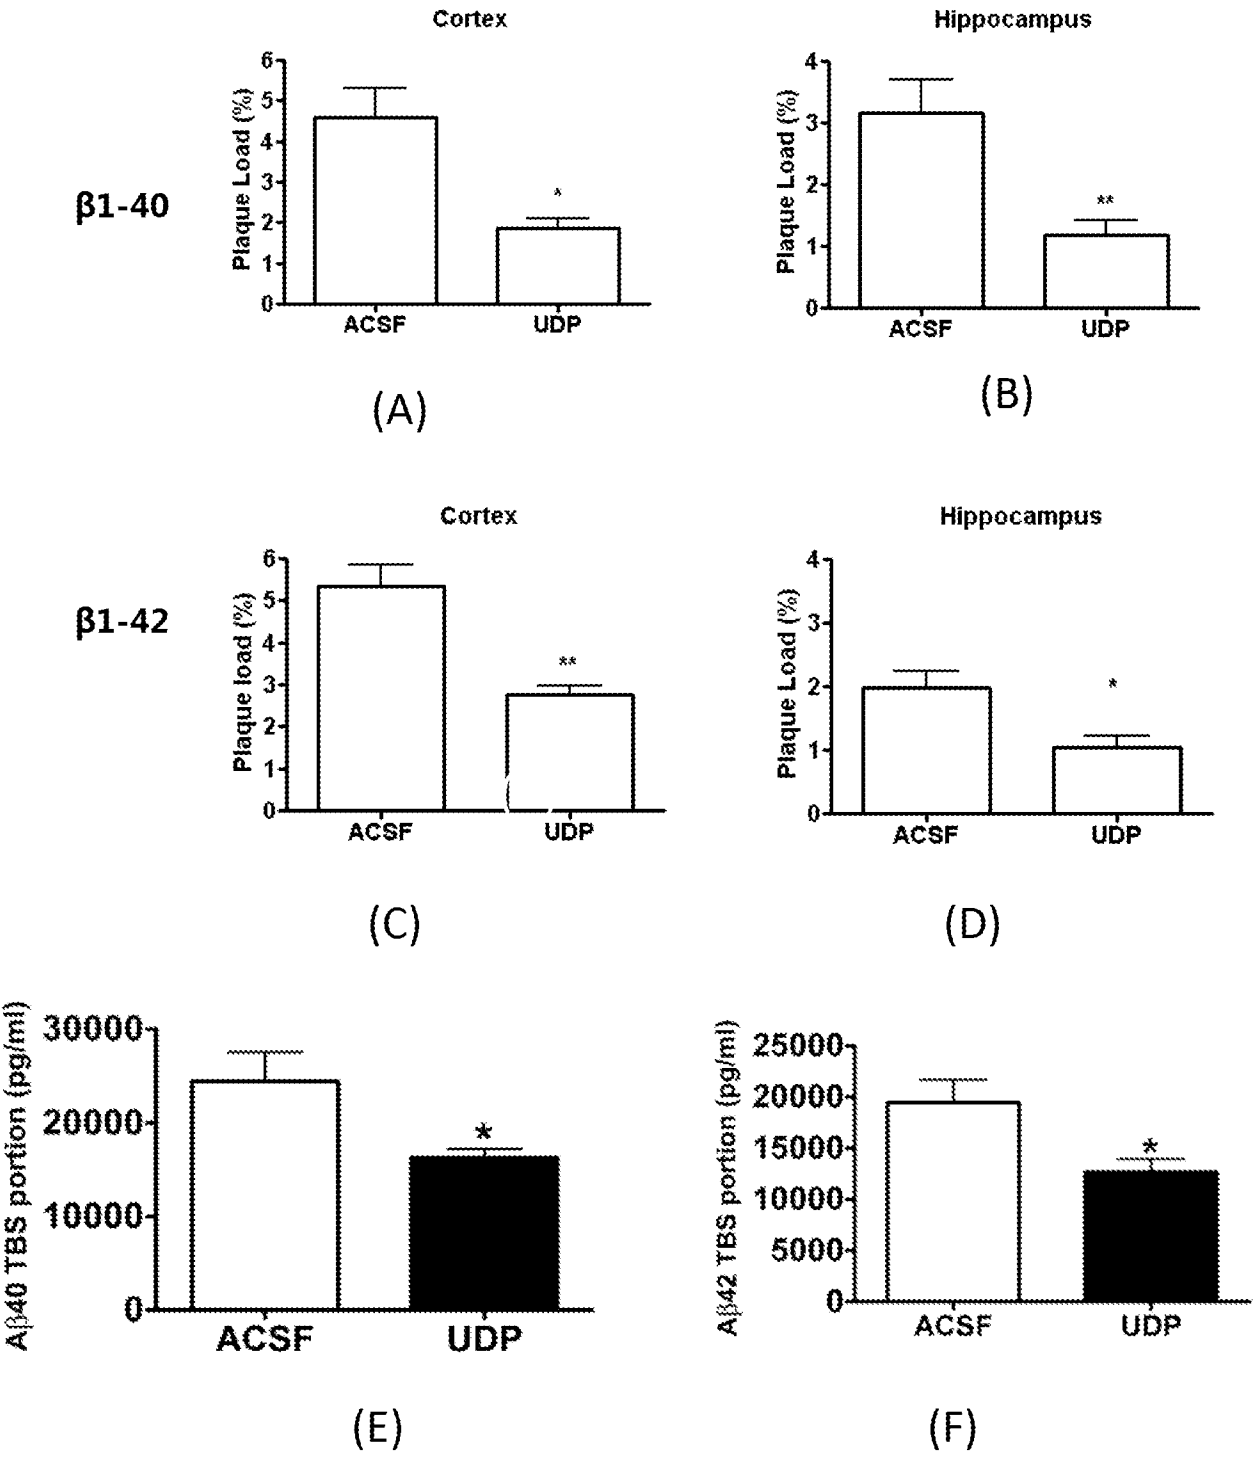 Cortex
Plaque Load (%)
6
5
4
3
2
1
0
*
ACSF
UDP
(A)
Hippocampus
Plaque Load (%)
4
3
2
1
0
**
ACSF
UDP
(B)
β1-40
Cortex
Plaque load (%)
6
5
4
3
2
1
0
**
ACSF
UDP
(C)
Hippocampus
Plaque Load (%)
4
3
2
1
0
*
ACSF
UDP
(D)
β1-42
Aβ40 TBS portion (pg/ml)
30000
20000
10000
0
*
ACSF
UDP
(E)
Aβ42 TBS portion (pg/ml)
25000
20000
15000
10000
5000
0
*
ACSF
UDP
(F)